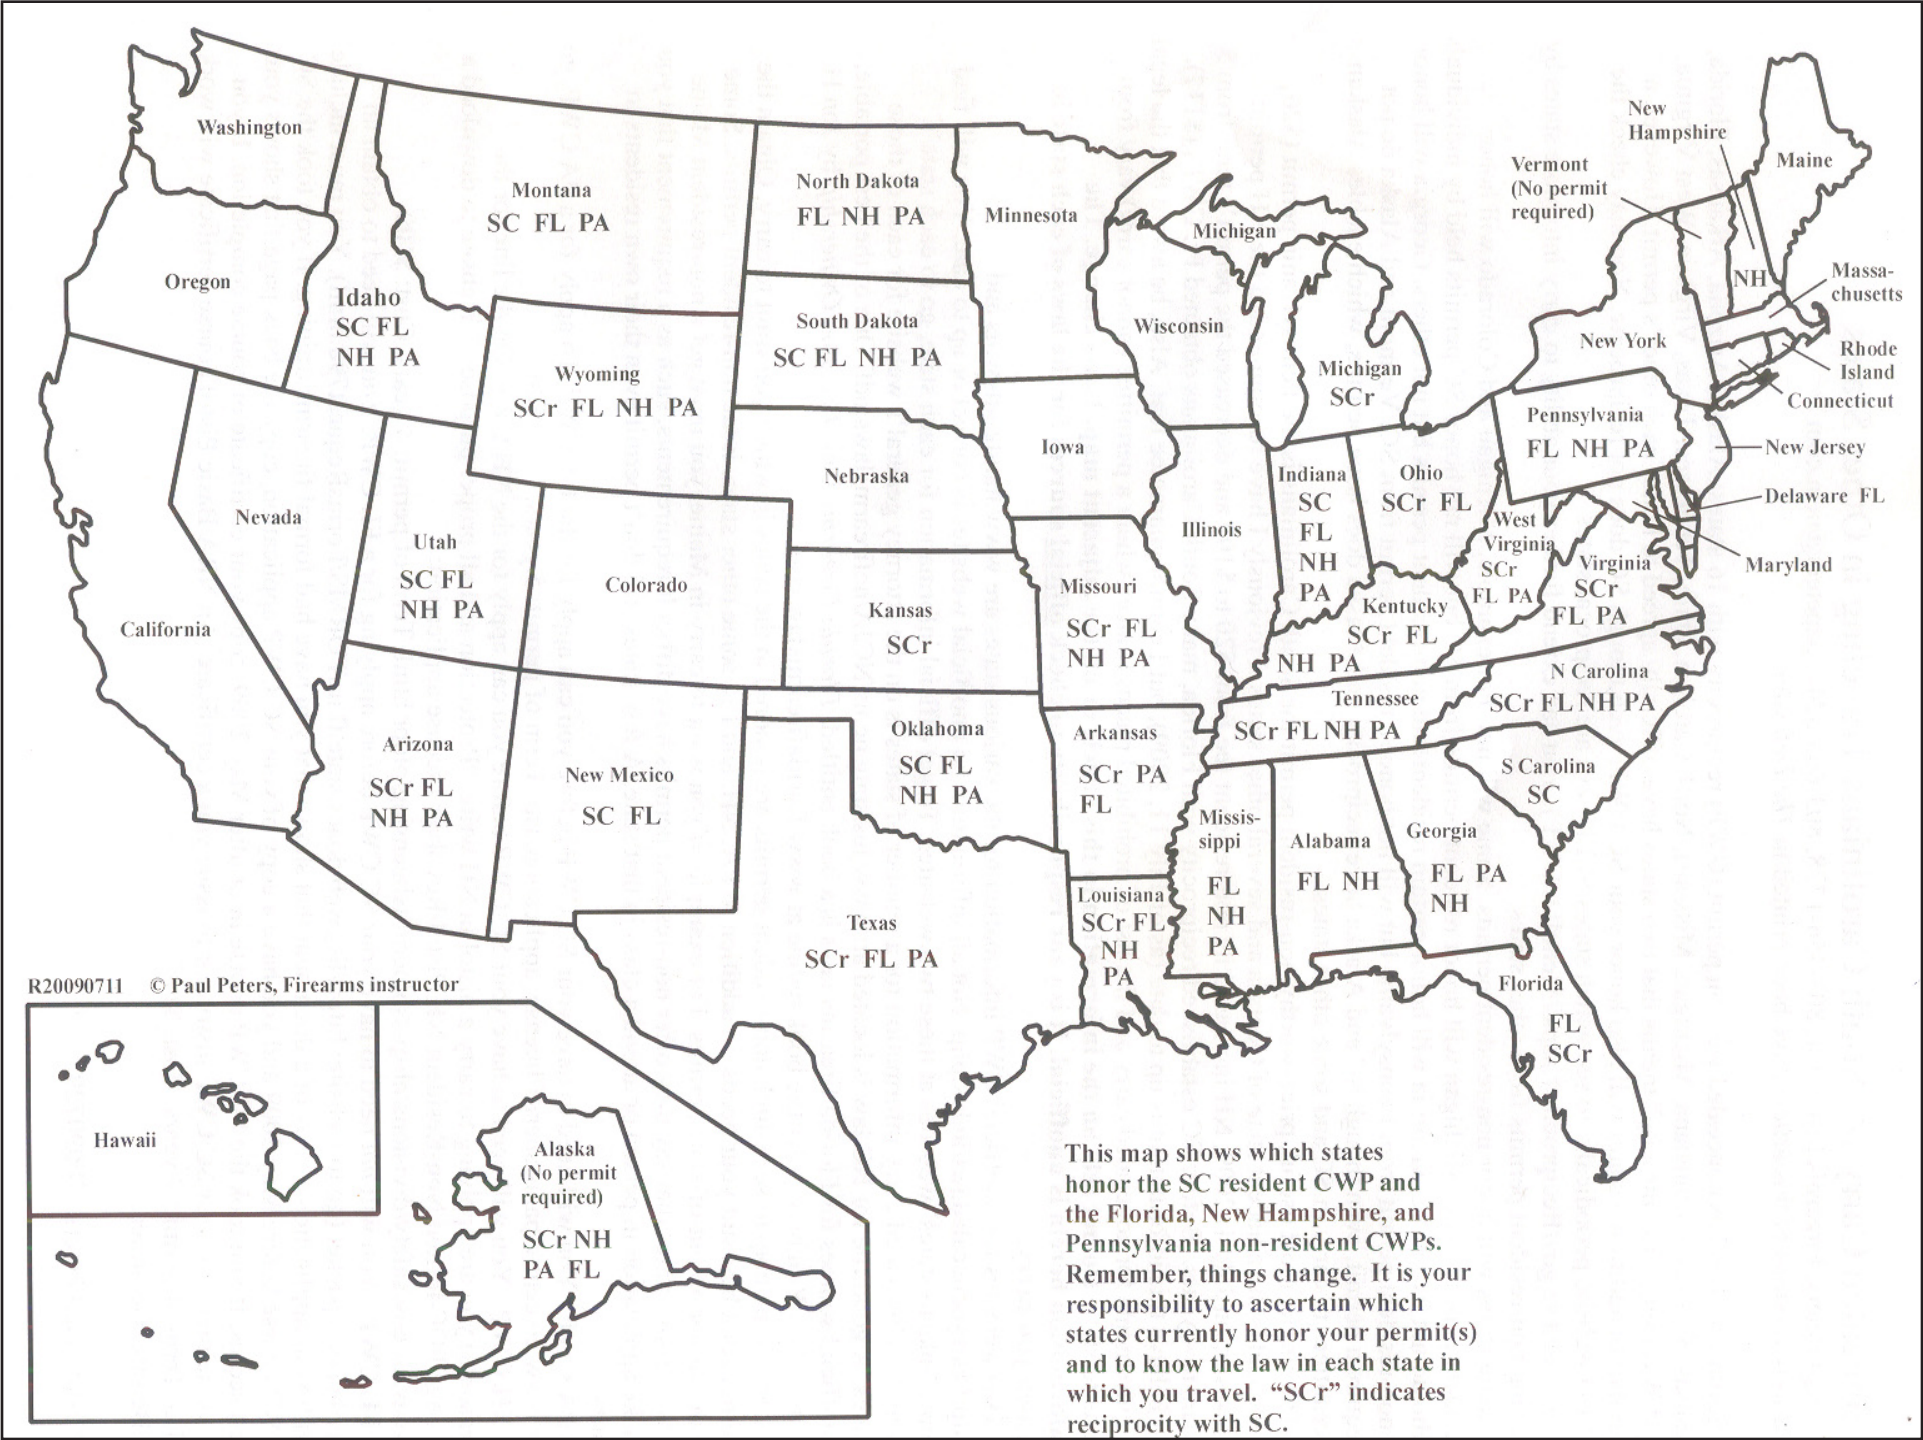 Washington
Montana
SC FL PA
North Dakota
FL NH PA
Minnesota
Michigan
New
Hampshire
Vermont
(No permit
required)
Maine
NH
Massa-
chusetts
Rhode
Island
Connecticut
New York
Oregon
Idaho
SC FL
NH PA
Wyoming
SCr FL NH PA
South Dakota
SC FL NH PA
Wisconsin
Michigan
SCr
Pennsylvania
FL NH PA
New Jersey
Delaware FL
Maryland
Nevada
Utah
SC FL
NH PA
Colorado
Nebraska
Iowa
Illinois
Indiana
SC
FL
NH
PA
Ohio
SCr FL
West
Virginia
SCr
FL PA
Virginia
SCr
FL PA
California
Kansas
SCr
Missouri
SCr FL
NH PA
Kentucky
SCr FL
NH PA
Tennessee
SCr FL NH PA
N Carolina
SCr FL NH PA
Arizona
SCr FL
NH PA
New Mexico
SC FL
Oklahoma
SC FL
NH PA
Arkansas
SCr PA
FL
S Carolina
SC
Missis-
sippi
FL
NH
PA
Alabama
FL NH
Georgia
FL PA
NH
Texas
SCr FL PA
Louisiana
SCr FL
NH
PA
Florida
FL
SCr
R20090711 © Paul Peters, Firearms instructor
Hawaii
Alaska
(No permit
required)
SCr NH
PA FL
This map shows which states
honor the SC resident CWP and
the Florida, New Hampshire, and
Pennsylvania non-resident CWPs.
Remember, things change. It is your
responsibility to ascertain which
states currently honor your permit(s)
and to know the law in each state in
which you travel. “SCr” indicates
reciprocity with SC.